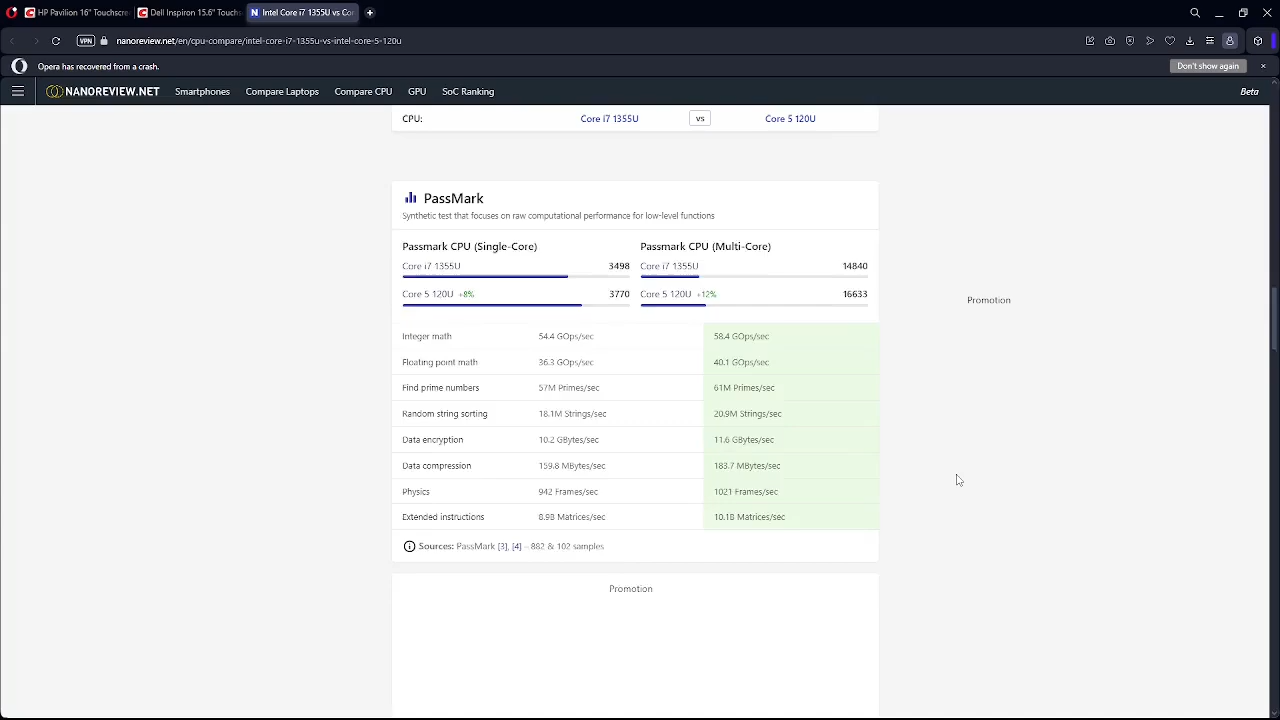 HP Pavilion 16" Touchscree
Dell Inspiron 15.6" Touchs
N Intel Core i7 1355U vs Cor
VPN nanoreview.net/en/cpu-compare/intel-core-i7-1355u-vs-intel-core-5-120u
Opera has recovered from a crash.
Don't show again
NANOREVIEW.NET Smartphones Compare Laptops Compare CPU GPU SoC Ranking Beta
CPU: Core i7 1355U vs Core 5 120U
PassMark
Synthetic test that focuses on raw computational performance for low-level functions
Passmark CPU (Single-Core) Passmark CPU (Multi-Core)
Core i7 1355U 3498 Core i7 1355U 14840
Core 5 120U +8% 3770 Core 5 120U +12% 16633
Promotion
Integer math 54.4 GOps/sec 58.4 GOps/sec
Floating point math 36.3 GOps/sec 40.1 GOps/sec
Find prime numbers 57M Primes/sec 61M Primes/sec
Random string sorting 18.1M Strings/sec 20.9M Strings/sec
Data encryption 10.2 GBytes/sec 11.6 GBytes/sec
Data compression 159.8 MBytes/sec 183.7 MBytes/sec
Physics 942 Frames/sec 1021 Frames/sec
Extended instructions 8.9B Matrices/sec 10.1B Matrices/sec
Sources: PassMark [3], [4] – 882 & 102 samples
Promotion